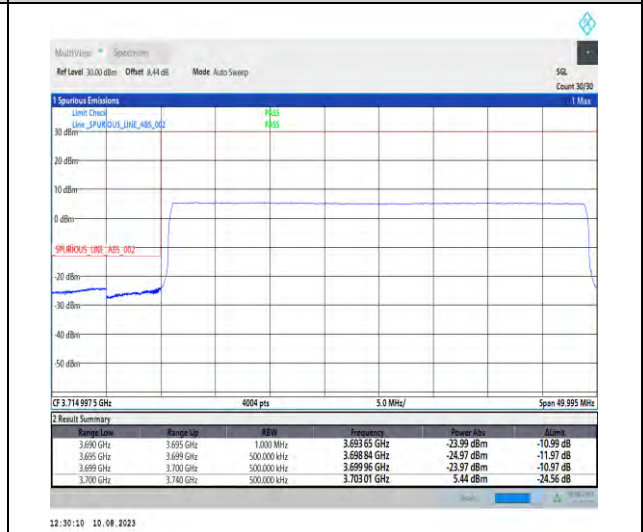 MultiView Spectrum
Ref Level 30.00 dBm Offset 8.44 dB Mode Auto Sweep SGL
Count 30/30
1 Spurious Emissions 1 Max
Limit Check PASS
Line _SPURIOUS_LINE_ABS_002 PASS
30 dBm
20 dBm
10 dBm
0 dBm
_SPURIOUS_LINE_ABS_002
-20 dBm
-30 dBm
-40 dBm
-50 dBm
CF 3.714 997 5 GHz 4004 pts 5.0 MHz/ Span 49.995 MHz
2 Result Summary
Range Low Range Up RBW Frequency Power Abs ΔLimit
3.690 GHz 3.695 GHz 1.000 MHz 3.693 65 GHz -23.99 dBm -10.99 dB
3.695 GHz 3.699 GHz 500.000 kHz 3.698 84 GHz -24.97 dBm -11.97 dB
3.699 GHz 3.700 GHz 500.000 kHz 3.699 96 GHz -23.97 dBm -10.97 dB
3.700 GHz 3.740 GHz 500.000 kHz 3.703 01 GHz 5.44 dBm -24.56 dB
12:30:10 10.08.2023